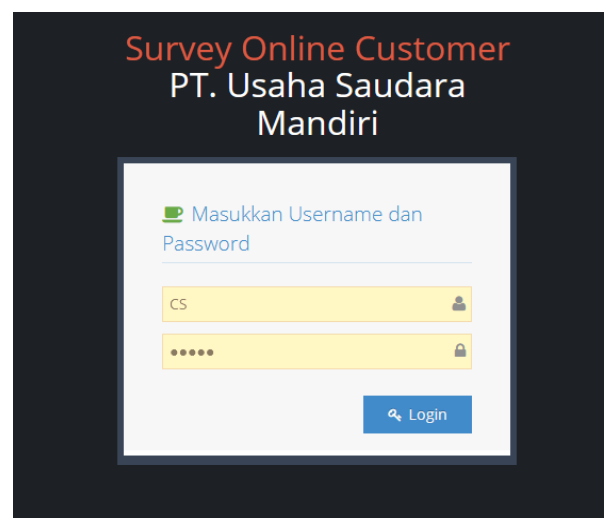 Survey Online Customer
PT. Usaha Saudara
Mandiri
Masukkan Username dan
Password
CS
•••••
Login